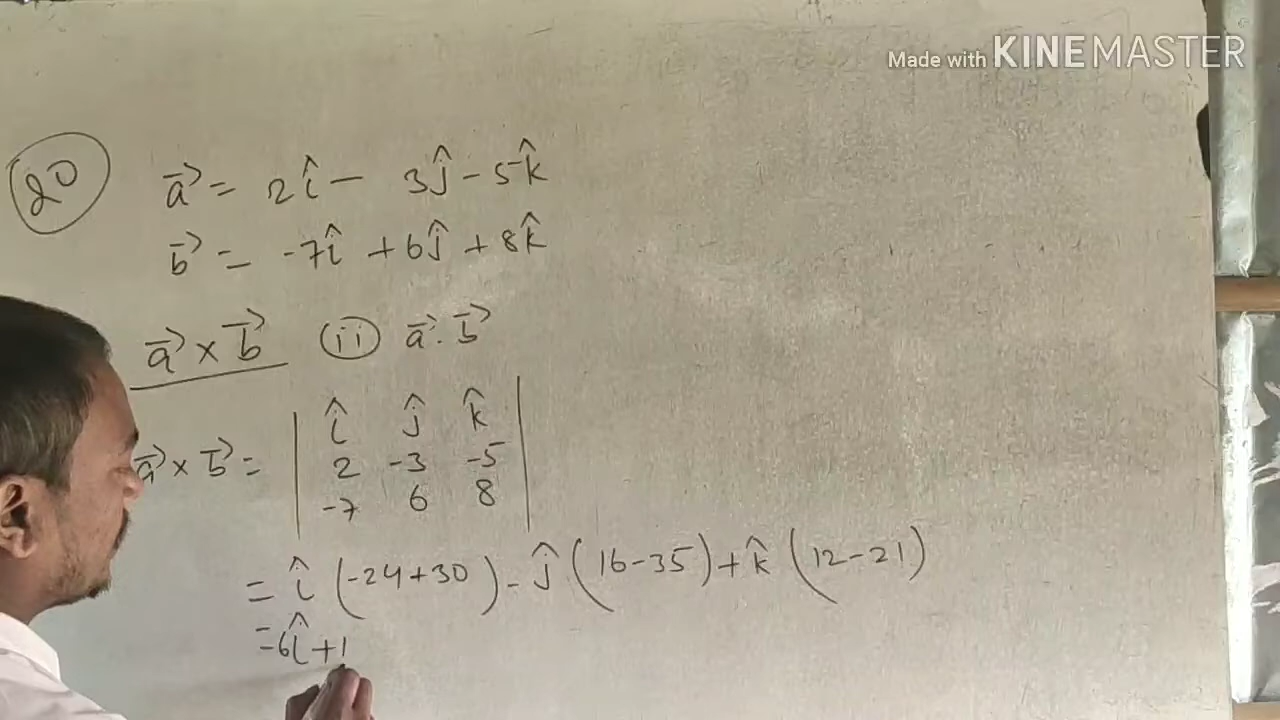 Made with KINEMASTER
20
a⃗ = 2î - 3ĵ - 5k̂
b⃗ = -7î + 6ĵ + 8k̂
a⃗ × b⃗ (ii) a⃗ . b⃗
a⃗ × b⃗ = | î ĵ k̂ |
2 -3 -5
-7 6 8
= î (-24+30) - ĵ (16-35) + k̂ (12-21)
= 6î + 1